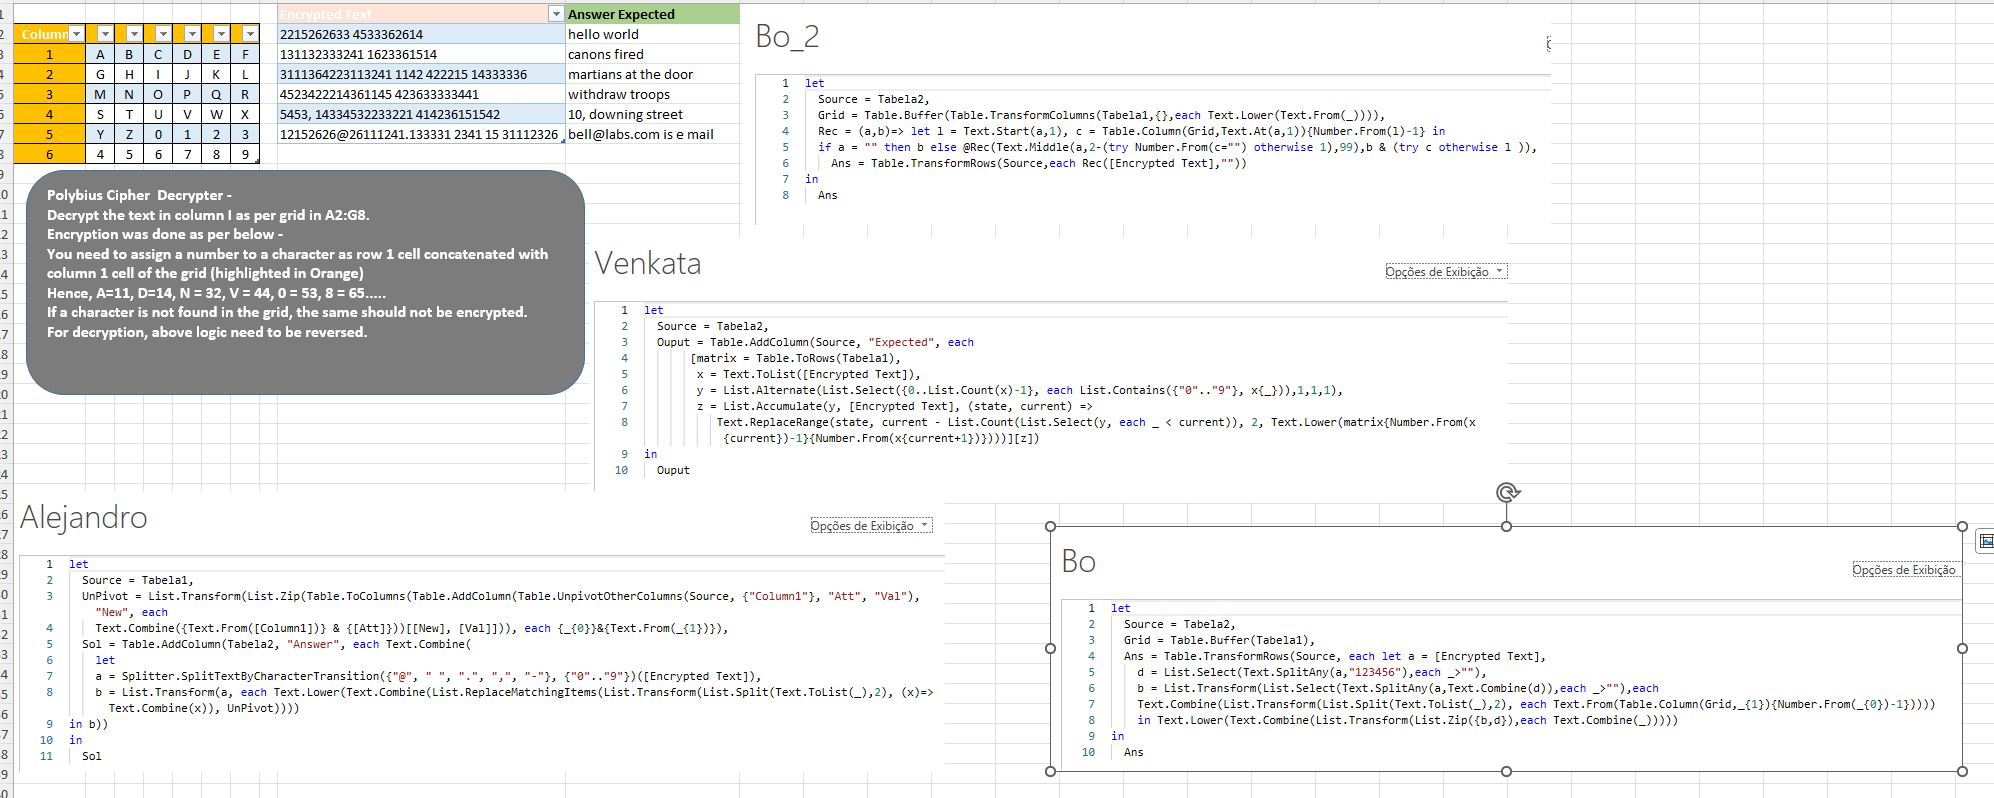 Encrypted Text Answer Expected
Column
2215262633 4533362614 hello world
1 A B C D E F 131132333241 1623361514 canons fired
2 G H I J K L 3111364223113241 1142 422215 14333336 martians at the door
3 M N O P Q R 4523422214361145 423633333441 withdraw troops
4 S T U V W X 5453, 14334532233221 414236151542 10, downing street
5 Y Z 0 1 2 3 12152626@26111241.133331 2341 15 31112326 bell@labs.com is e mail
6 4 5 6 7 8 9
Polybius Cipher Decrypter -
Decrypt the text in column I as per grid in A2:G8.
Encryption was done as per below -
You need to assign a number to a character as row 1 cell concatenated with
column 1 cell of the grid (highlighted in Orange)
Hence, A=11, D=14, N = 32, V = 44, 0 = 53, 8 = 65.....
If a character is not found in the grid, the same should not be encrypted.
For decryption, above logic need to be reversed.
Bo_2
1 let
2 Source = Tabela2,
3 Grid = Table.Buffer(Table.TransformColumns(Tabela1,{},each Text.Lower(Text.From(_)))),
4 Rec = (a,b)=> let l = Text.Start(a,1), c = Table.Column(Grid,Text.At(a,1)){Number.From(l)-1} in
5 if a = "" then b else @Rec(Text.Middle(a,2-(try Number.From(c="") otherwise 1),99),b & (try c otherwise l )),
6 Ans = Table.TransformRows(Source,each Rec([Encrypted Text],""))
7 in
8 Ans
Venkata
Opções de Exibição
1 let
2 Source = Tabela2,
3 Ouput = Table.AddColumn(Source, "Expected", each
4 [matrix = Table.ToRows(Tabela1),
5 x = Text.ToList([Encrypted Text]),
6 y = List.Alternate(List.Select({0..List.Count(x)-1}, each List.Contains({"0".."9"}, x{_})),1,1,1),
7 z = List.Accumulate(y, [Encrypted Text], (state, current) =>
8 Text.ReplaceRange(state, current - List.Count(List.Select(y, each _ < current)), 2, Text.Lower(matrix{Number.From(x
{current})-1}{Number.From(x{current+1})})))][z])
9 in
10 Ouput
Alejandro
Opções de Exibição
1 let
2 Source = Tabela1,
3 UnPivot = List.Transform(List.Zip(Table.ToColumns(Table.AddColumn(Table.UnpivotOtherColumns(Source, {"Column1"}, "Att", "Val"),
"New", each
4 Text.Combine({Text.From([Column1])} & {[Att]}))[[New], [Val]])), each {_{0}}&{Text.From(_{1})}),
5 Sol = Table.AddColumn(Tabela2, "Answer", each Text.Combine(
6 let
7 a = Splitter.SplitTextByCharacterTransition({"@", " ", ".", ",", "-"}, {"0".."9"})([Encrypted Text]),
8 b = List.Transform(a, each Text.Lower(Text.Combine(List.ReplaceMatchingItems(List.Transform(List.Split(Text.ToList(_),2), (x)=>
Text.Combine(x)), UnPivot))))
9 in b))
10 in
11 Sol
Bo
Opções de Exibição
1 let
2 Source = Tabela2,
3 Grid = Table.Buffer(Tabela1),
4 Ans = Table.TransformRows(Source, each let a = [Encrypted Text],
5 d = List.Select(Text.SplitAny(a,"123456"),each _>""),
6 b = List.Transform(List.Select(Text.SplitAny(a,Text.Combine(d)),each _>""),each
7 Text.Combine(List.Transform(List.Split(Text.ToList(_),2), each Text.From(Table.Column(Grid,_{1}){Number.From(_{0})-1}))))
8 in Text.Lower(Text.Combine(List.Transform(List.Zip({b,d}),each Text.Combine(_)))))
9 in
10 Ans